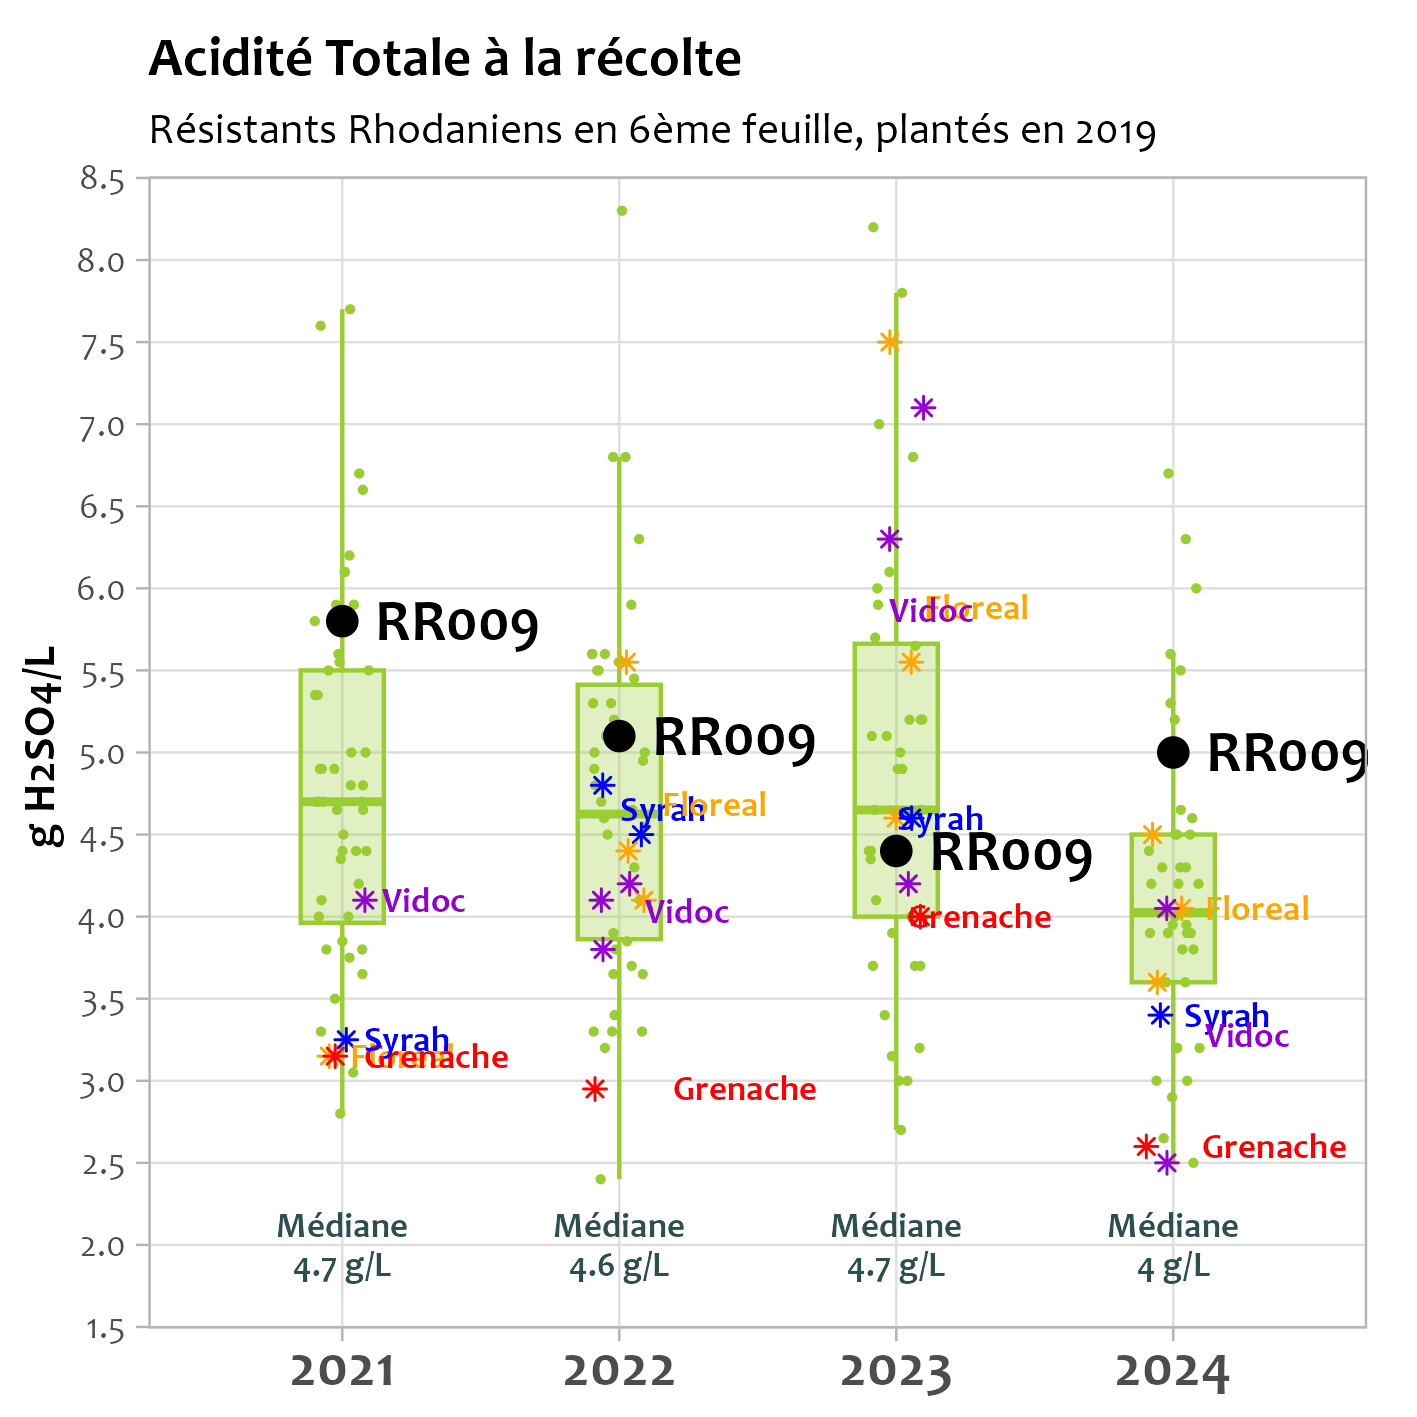 Acidité Totale à la récolte
Résistants Rhodaniens en 6ème feuille, plantés en 2019
g H2SO4/L
8.5
8.0
7.5
7.0
6.5
6.0
5.5
5.0
4.5
4.0
3.5
3.0
2.5
2.0
1.5
RR009
Vidoc
Syrah
Floreal
Grenache
RR009
Syrah
Floreal
Vidoc
Grenache
Vidoc
Floreal
Syrah
RR009
Grenache
RR009
Floreal
Syrah
Vidoc
Grenache
Médiane
4.7 g/L
Médiane
4.6 g/L
Médiane
4.7 g/L
Médiane
4 g/L
2021
2022
2023
2024